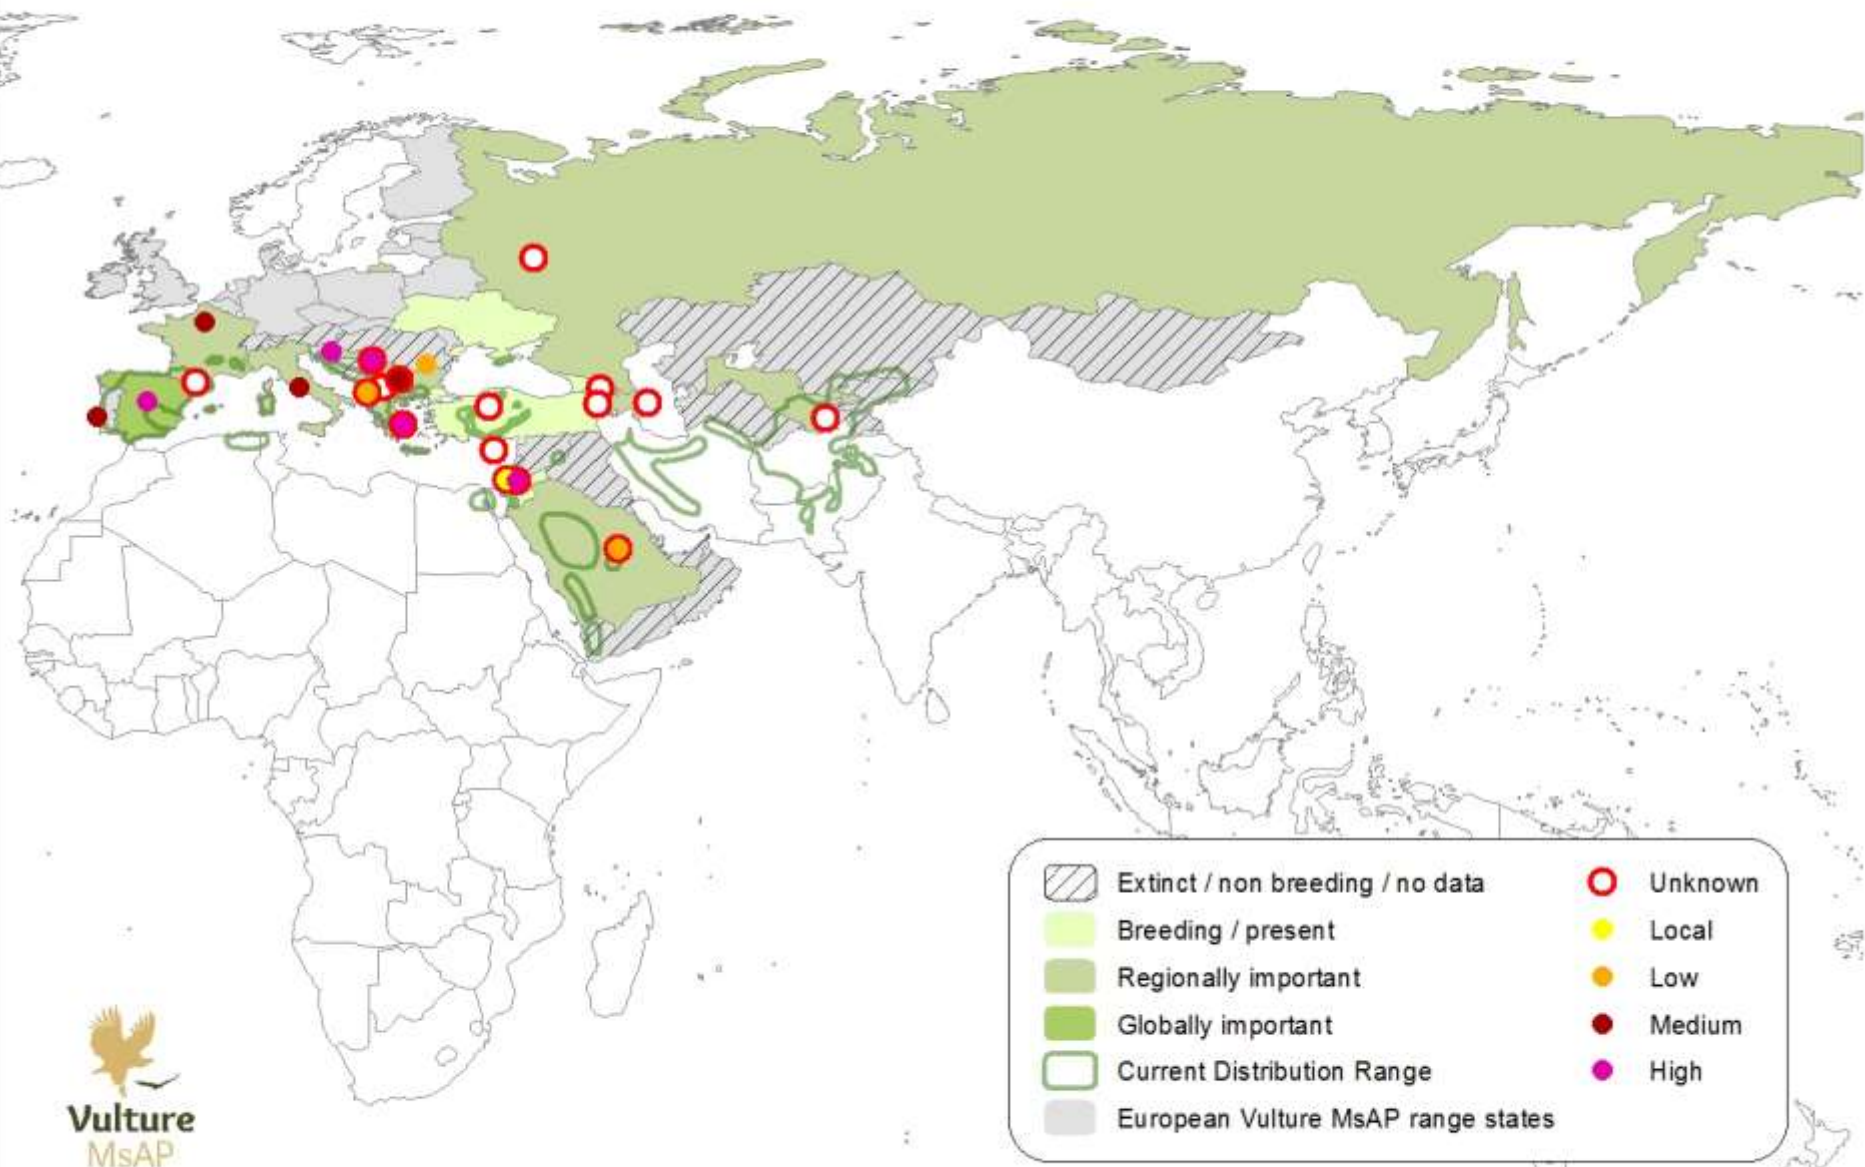 Extinct / non breeding / no data
Unknown
Breeding / present
Local
Regionally important
Low
Globally important
Medium
Current Distribution Range
High
European Vulture MsAP range states
Vulture
MsAP